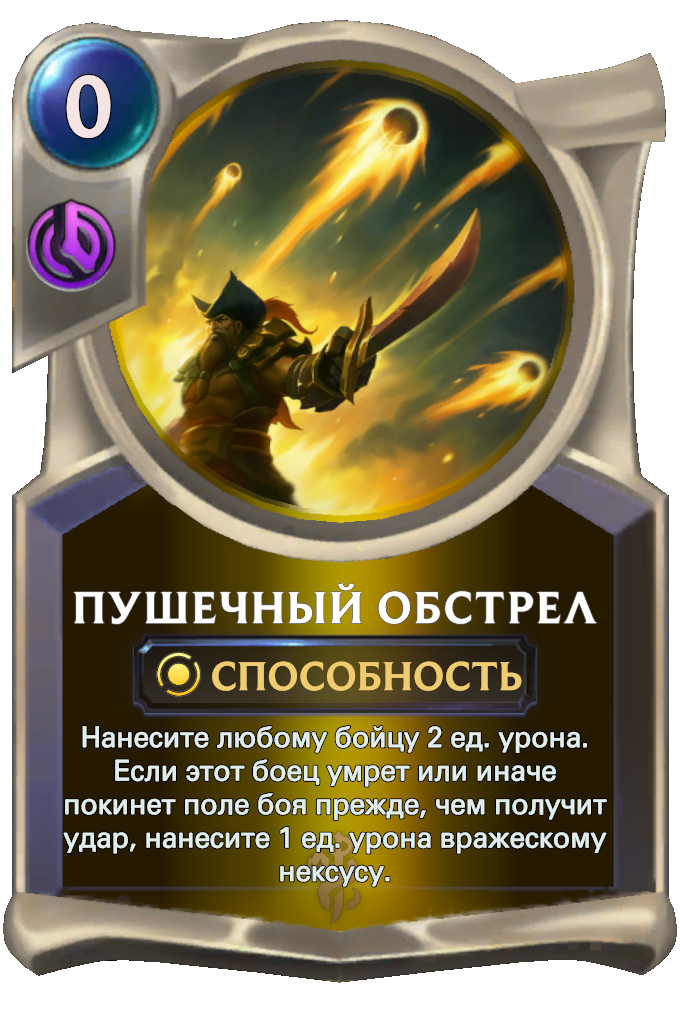 0
ПУШЕЧНЫЙ ОБСТРЕЛ
СПОСОБНОСТЬ
Нанесите любому бойцу 2 ед. урона.
Если этот боец умрет или иначе
покинет поле боя прежде, чем получит
удар, нанесите 1 ед. урона вражескому
нексусу.